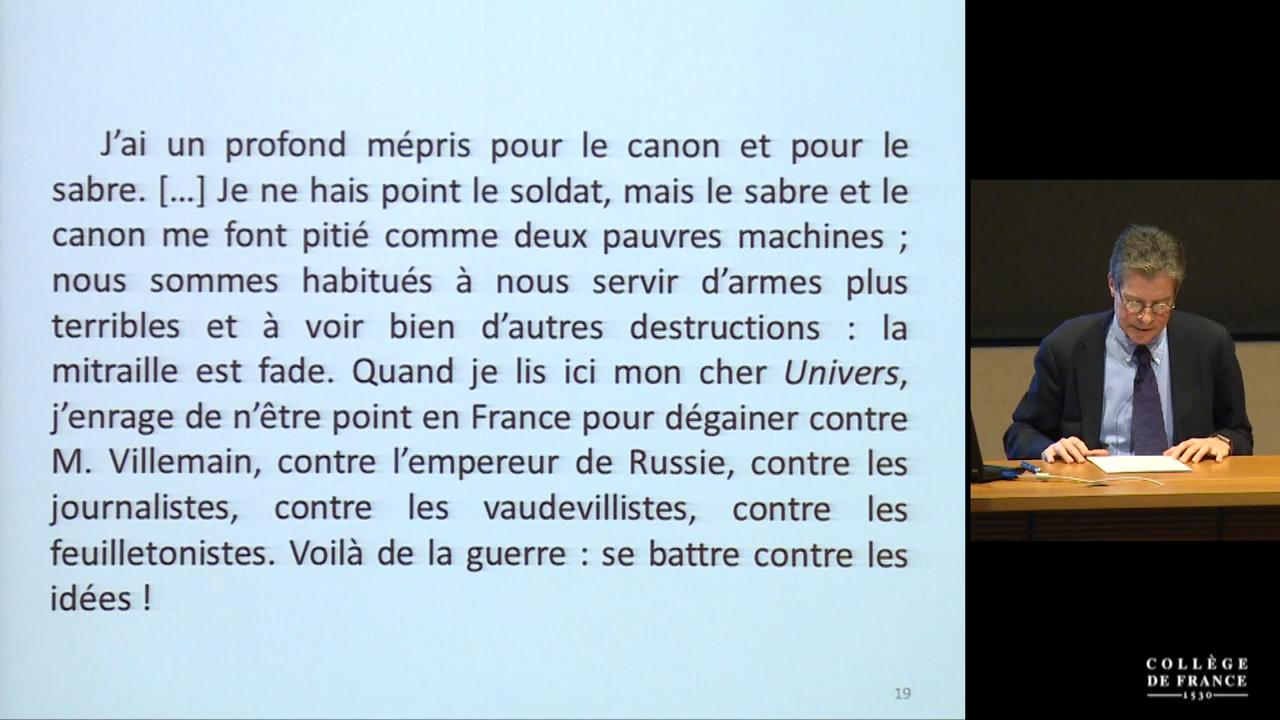 J’ai un profond mépris pour le canon et pour le
sabre. […] Je ne hais point le soldat, mais le sabre et le
canon me font pitié comme deux pauvres machines ;
nous sommes habitués à nous servir d’armes plus
terribles et à voir bien d’autres destructions : la
mitraille est fade. Quand je lis ici mon cher Univers,
j’enrage de n’être point en France pour dégainer contre
M. Villemain, contre l’empereur de Russie, contre les
journalistes, contre les vaudevillistes, contre les
feuilletonistes. Voilà de la guerre : se battre contre les
idées !
19
COLLÈGE
DE FRANCE
1530